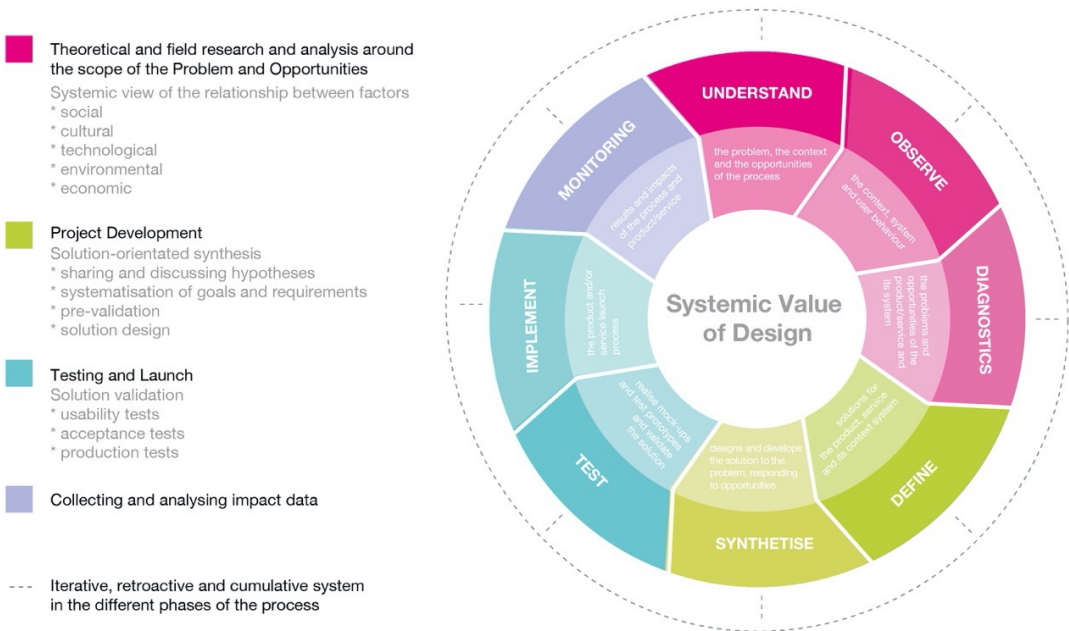 Theoretical and field research and analysis around
the scope of the Problem and Opportunities
Systemic view of the relationship between factors
* social
* cultural
* technological
* environmental
* economic
Project Development
Solution-orientated synthesis
* sharing and discussing hypotheses
* systematisation of goals and requirements
* pre-validation
* solution design
Testing and Launch
Solution validation
* usability tests
* acceptance tests
* production tests
Collecting and analysing impact data
Iterative, retroactive and cumulative system
in the different phases of the process
Systemic Value
of Design
UNDERSTAND
the problem, the context
and the opportunities
of the process
OBSERVE
the context, system
and user behaviour
DIAGNOSTICS
the problems and
opportunities of the
product/service and
its system
DEFINE
solutions for
the product, service
and its context system
SYNTHETISE
designs and develops
the solution to the
problem, responding
to opportunities
TEST
realise mock-ups
and test prototypes
and validate
the solution
IMPLEMENT
the product and/or
service launch
process
MONITORING
results and impacts
of the process and
product/service